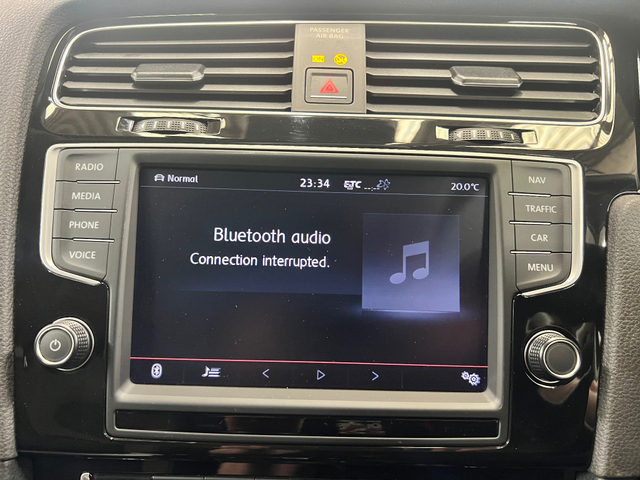 PASSENGER
AIR BAG
RADIO
MEDIA
PHONE
VOICE
Normal
23:34
ETC
20.0°C
Bluetooth audio
Connection interrupted.
NAV
TRAFFIC
CAR
MENU